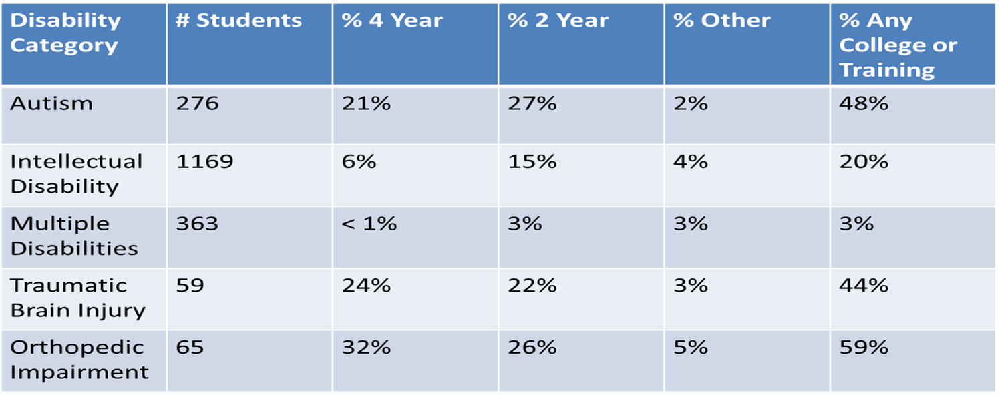 Disability Category # Students % 4 Year % 2 Year % Other % Any College or Training
Autism 276 21% 27% 2% 48%
Intellectual Disability 1169 6% 15% 4% 20%
Multiple Disabilities 363 < 1% 3% 3% 3%
Traumatic Brain Injury 59 24% 22% 3% 44%
Orthopedic Impairment 65 32% 26% 5% 59%